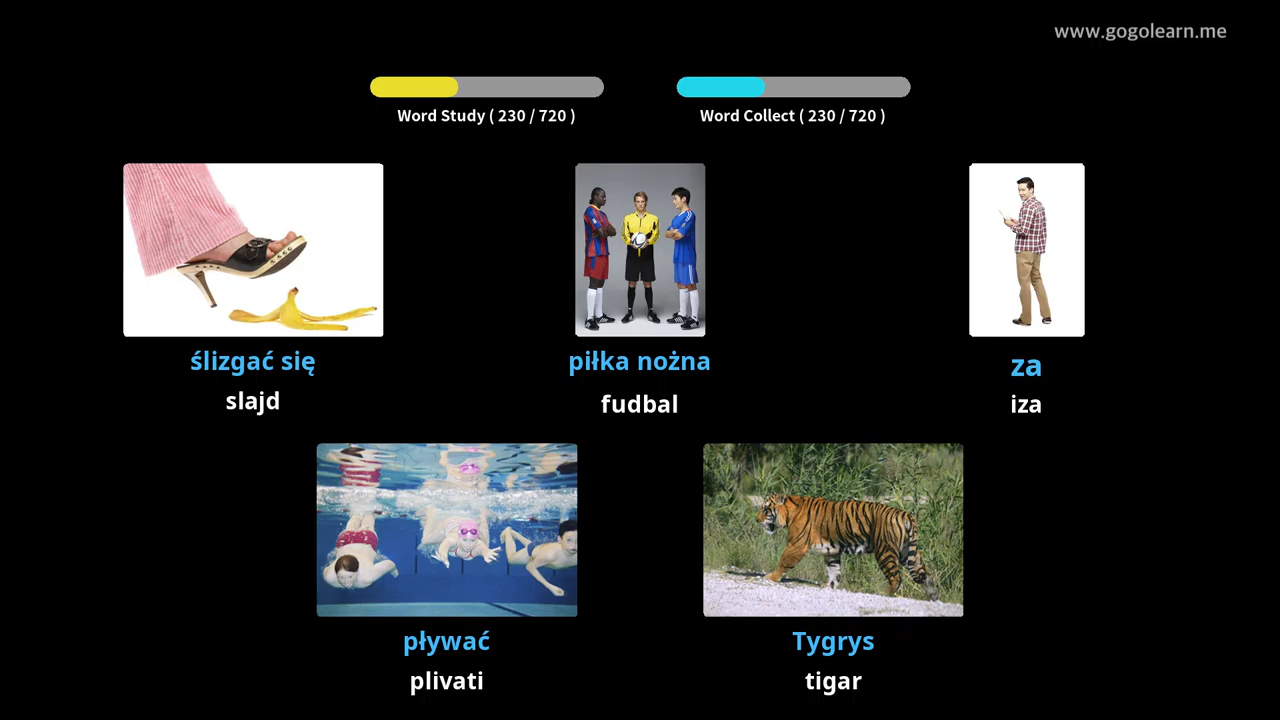 www.gogolearn.me
Word Study ( 230 / 720 )
Word Collect ( 230 / 720 )
ślizgać się
slajd
piłka nożna
fudbal
za
iza
pływać
plivati
Tygrys
tigar